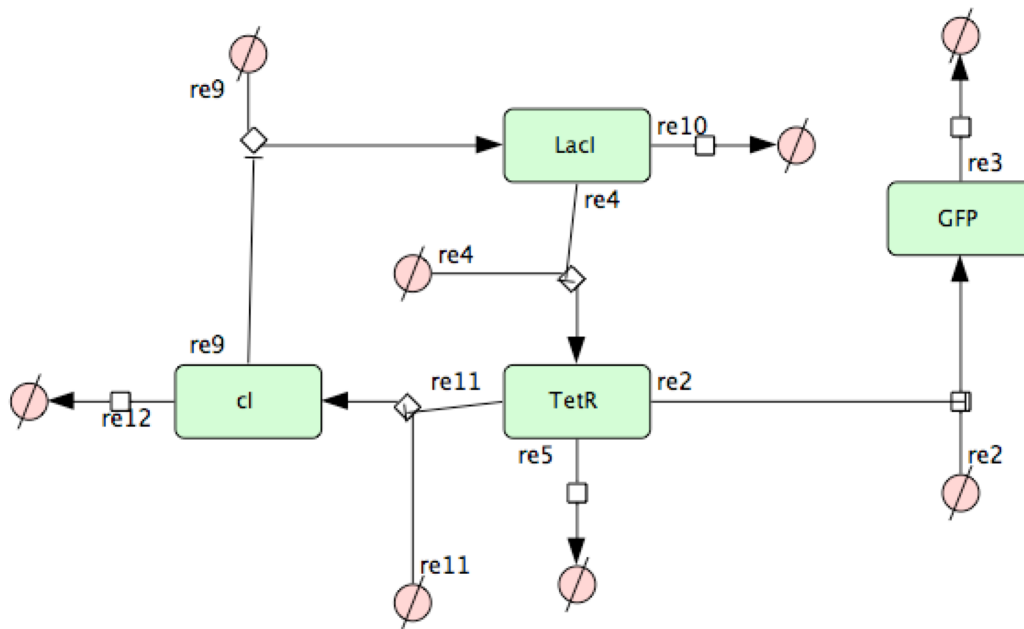 re9
LacI
re10
re4
re3
GFP
re4
re9
cI
re12
re11
TetR
re2
re5
re2
re11